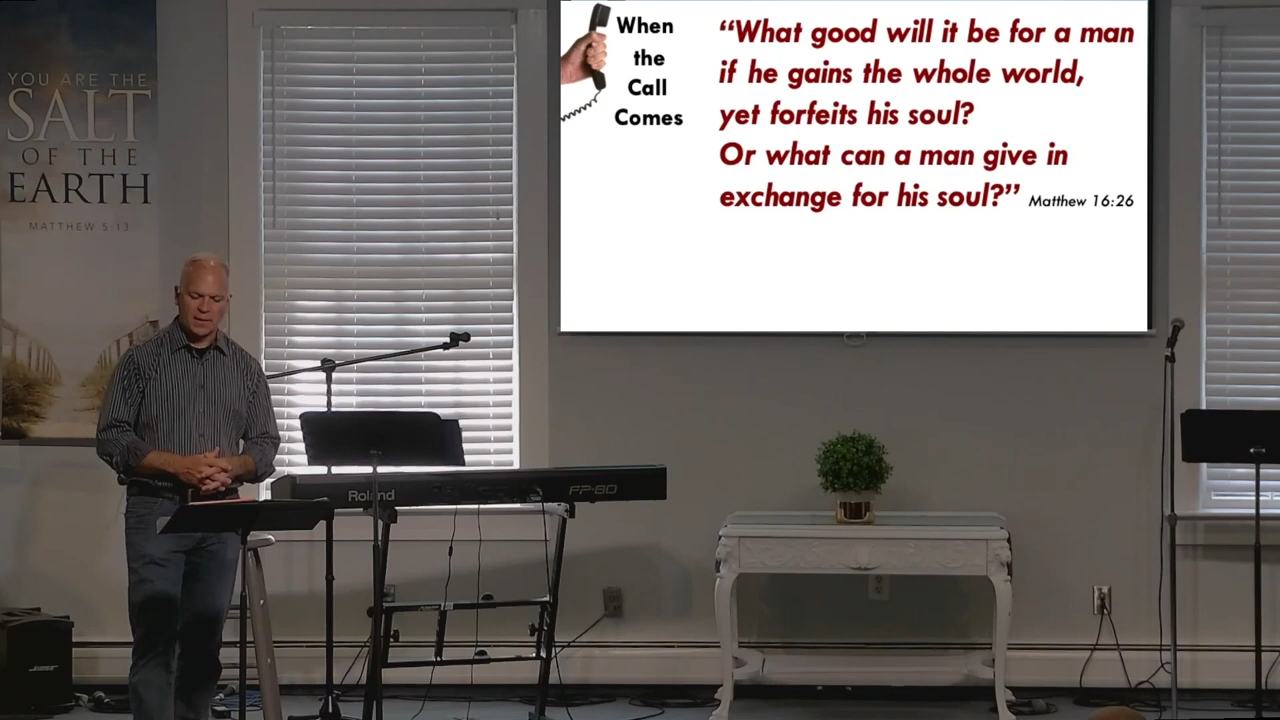 YOU ARE THE
SALT
OF THE
EARTH
MATTHEW 5:13
When
the
Call
Comes
“What good will it be for a man
if he gains the whole world,
yet forfeits his soul?
Or what can a man give in
exchange for his soul?” Matthew 16:26
Roland
FP-80
BOSE